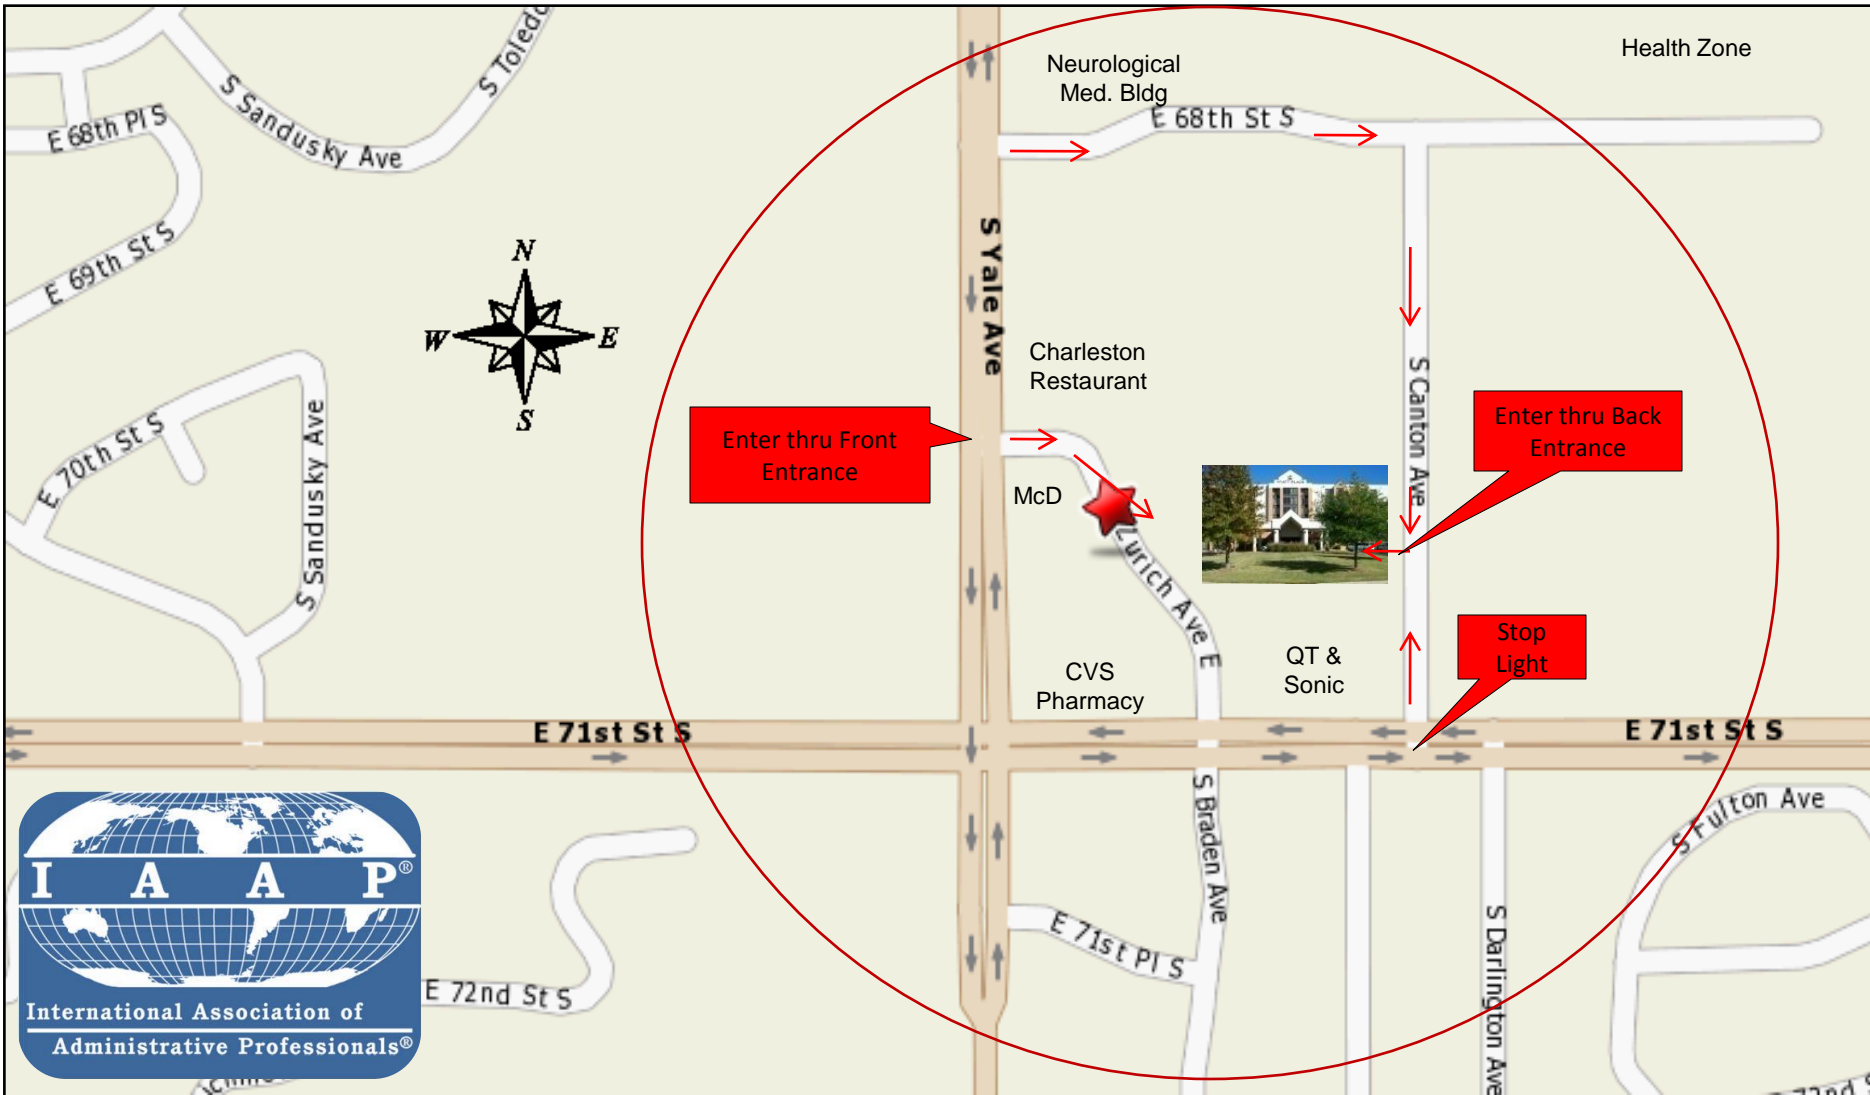 Health Zone
Neurological
Med. Bldg
E 68th St S
S Toledo
S Sandusky Ave
E 68th Pl S
E 69th St S
N
W
E
S
S Yale Ave
Charleston
Restaurant
Enter thru Front
Entrance
McD
S Canton Ave
Enter thru Back
Entrance
E 70th St S
S Sandusky Ave
Zurich Ave E
Stop
Light
QT &
Sonic
CVS
Pharmacy
E 71st St S
E 71st St S
S Braden Ave
S Fulton Ave
E 71st Pl S
S Darlington Ave
E 72nd St S
I A A P®
International Association of
Administrative Professionals®
72nd S